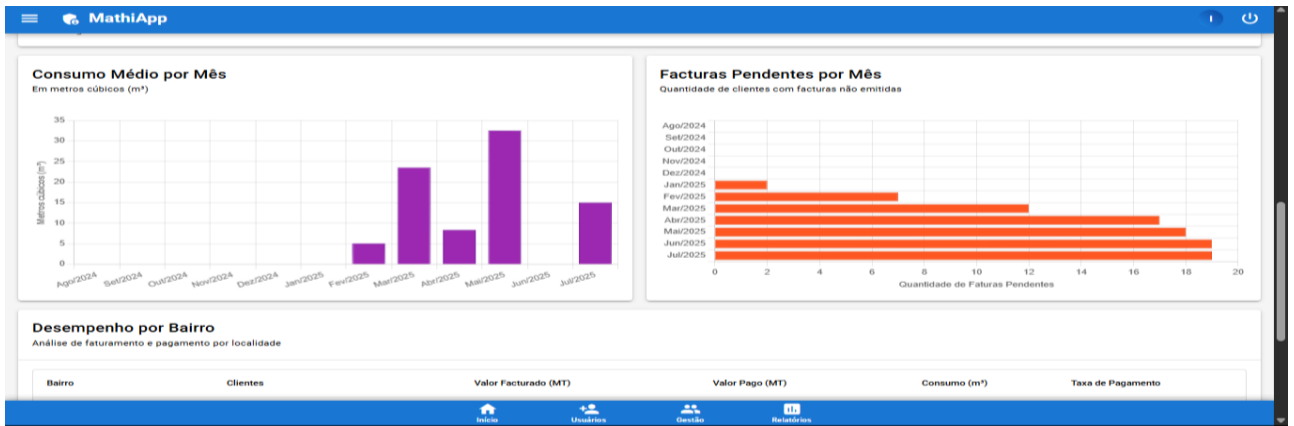 MathiApp
I
Consumo Médio por Mês
Em metros cúbicos (m³)
35
30
25
20
15
10
5
0
Metros cúbicos (m³)
Ago/2024 Set/2024 Out/2024 Nov/2024 Dez/2024 Jan/2025 Fev/2025 Mar/2025 Abr/2025 Mai/2025 Jun/2025 Jul/2025
Facturas Pendentes por Mês
Quantidade de clientes com facturas não emitidas
Ago/2024
Set/2024
Out/2024
Nov/2024
Dez/2024
Jan/2025
Fev/2025
Mar/2025
Abr/2025
Mai/2025
Jun/2025
Jul/2025
0 2 4 6 8 10 12 14 16 18 20
Quantidade de Faturas Pendentes
Desempenho por Bairro
Análise de faturamento e pagamento por localidade
Bairro Clientes Valor Facturado (MT) Valor Pago (MT) Consumo (m³) Taxa de Pagamento
Início Usuários Gestão Relatórios